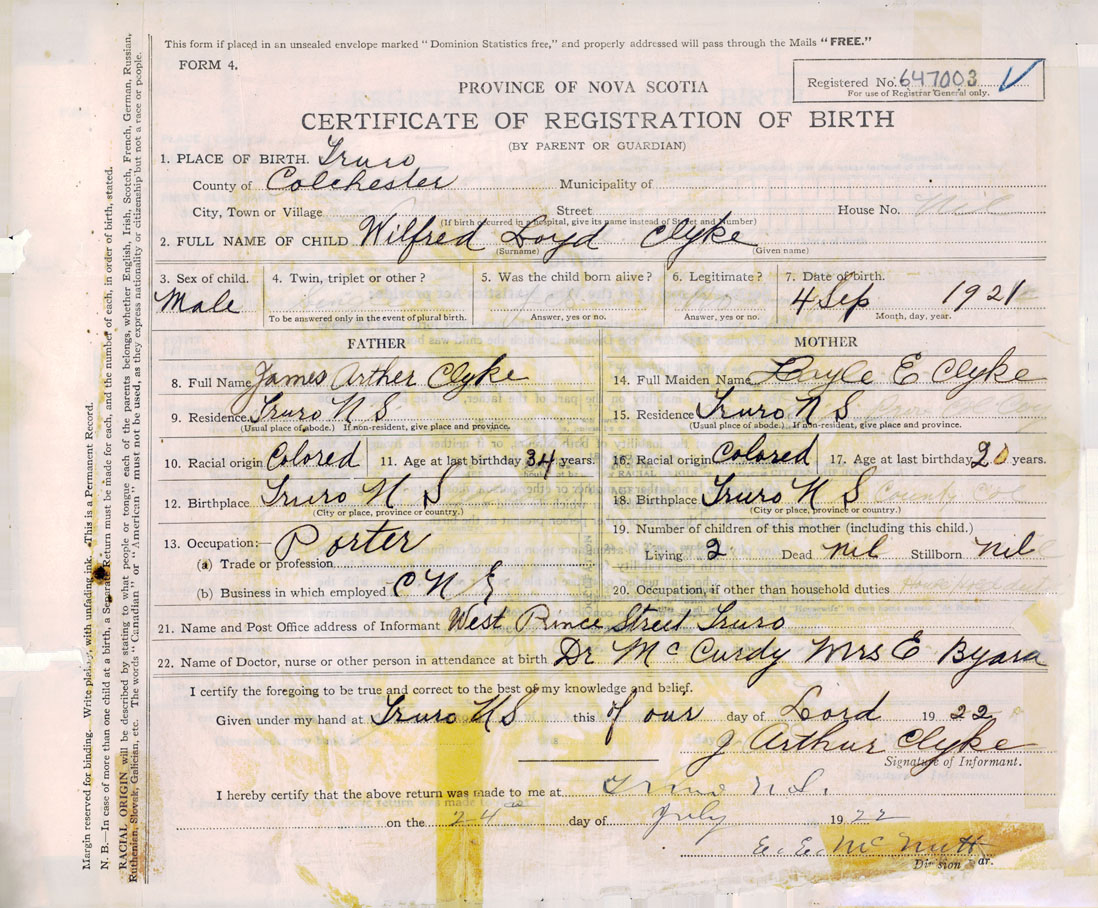 This form if placed in an unsealed envelope marked "Dominion Statistics free," and properly addressed will pass through the Mails "FREE."
FORM 4.
Registered No. 647003
For use of Registrar General only.
PROVINCE OF NOVA SCOTIA
CERTIFICATE OF REGISTRATION OF BIRTH
(BY PARENT OR GUARDIAN)
1. PLACE OF BIRTH. Truro
County of Colchester Municipality of
City, Town or Village Street House No. Nil
(If birth occurred in a hospital, give its name instead of Street and Number)
2. FULL NAME OF CHILD Wilfred Loyd Clyke
(Surname) (Given name)
3. Sex of child. 4. Twin, triplet or other? 5. Was the child born alive? 6. Legitimate? 7. Date of birth.
Male 4 Sep 1921
To be answered only in the event of plural birth. Answer, yes or no. Answer, yes or no. Month, day, year.
FATHER MOTHER
8. Full Name James Arther Clyke 14. Full Maiden Name E Clyke
9. Residence Truro N S 15. Residence Truro N S
(Usual place of abode.) If non-resident, give place and province. (Usual place of abode.) If non-resident, give place and province.
10. Racial origin Colored 11. Age at last birthday 34 years. 16. Racial origin Colored 17. Age at last birthday 20 years.
12. Birthplace Truro N S 18. Birthplace Truro N S County Col
(City or place, province or country.) (City or place, province or country.)
13. Occupation:— Porter 19. Number of children of this mother (including this child.)
(a) Trade or profession Living 2 Dead nil Stillborn Nil
(b) Business in which employed C N 20. Occupation, if other than household duties
21. Name and Post Office address of Informant West Prince Street Truro
22. Name of Doctor, nurse or other person in attendance at birth Dr McCurdy Mrs E Byard
I certify the foregoing to be true and correct to the best of my knowledge and belief.
Given under my hand at Truro N S this of our day of Lord 19 22
J Arthur Clyke
Signature of Informant.
I hereby certify that the above return was made to me at Truro N.S.
on the 24 day of July 19 22
E. E. McNutt
Division ar.
Margin reserved for binding. Write plainly, with unfading ink. This is a Permanent Record.
N. B.—In case of more than one child at a birth, a Separate Return must be made for each, and the number of each, in order of birth, stated.
RACIAL ORIGIN will be described by stating to what people or tongue each of the parents belongs, whether English, Irish, Scotch, French, German, Russian,
Ruthenian, Slovak, Galician, etc. The words "Canadian" or "American" must not be used, as they express nationality or citizenship but not a race or people.